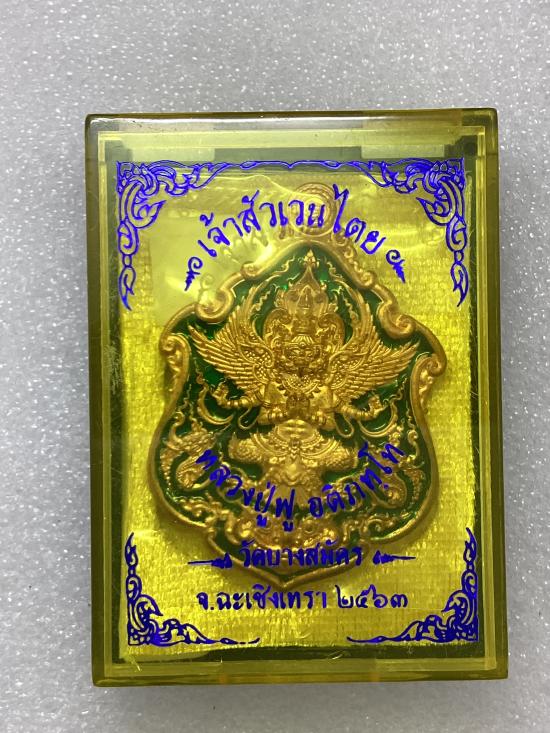 เจ้าสัวเวนไตย
หลวงปู่ฟู อติภทฺโท
วัดบางสมัคร
จ.ฉะเชิงเทรา ๒๕๖๓